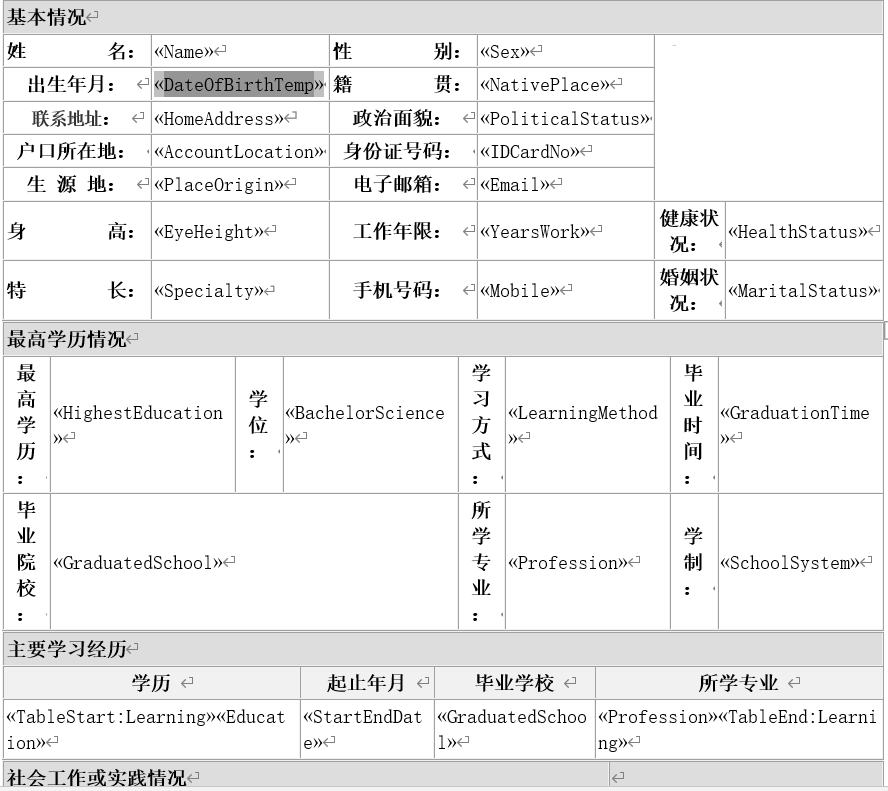 基本情况
姓 名： «Name» 性 别： «Sex»
出生年月： «DateOfBirthTemp» 籍 贯： «NativePlace»
联系地址： «HomeAddress» 政治面貌： «PoliticalStatus»
户口所在地： «AccountLocation» 身份证号码： «IDCardNo»
生 源 地： «PlaceOrigin» 电子邮箱： «Email»
身 高： «EyeHeight» 工作年限： «YearsWork» 健康状况： «HealthStatus»
特 长： «Specialty» 手机号码： «Mobile» 婚姻状况： «MaritalStatus»
最高学历情况
最高学历： «HighestEducation» 学位： «BachelorScience» 学习方式： «LearningMethod» 毕业时间： «GraduationTime»
毕业院校： «GraduatedSchool» 所学专业： «Profession» 学制： «SchoolSystem»
主要学习经历
学历 起止年月 毕业学校 所学专业
«TableStart:Learning»«Education» «StartEndDate» «GraduatedSchool» «Profession»«TableEnd:Learning»
社会工作或实践情况